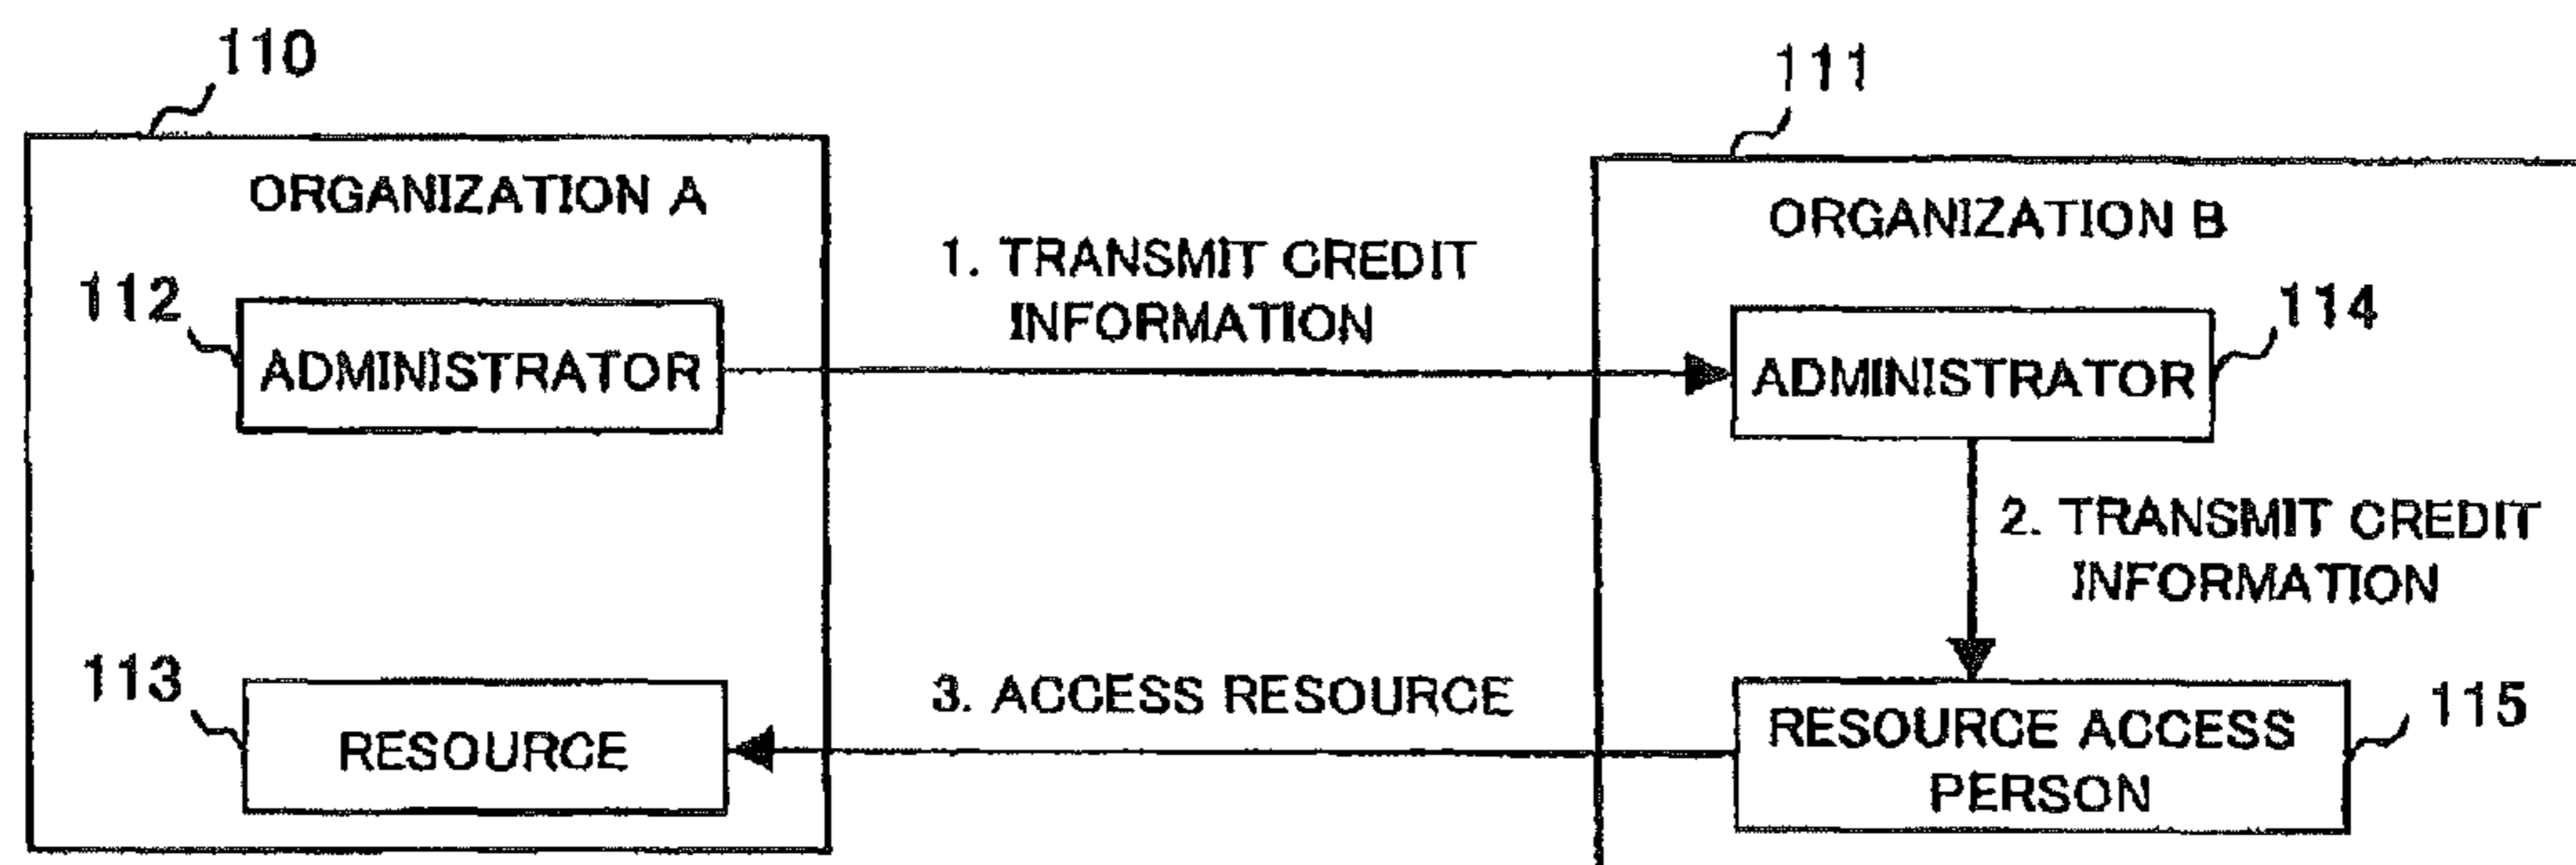 110
111
ORGANIZATION A
ORGANIZATION B
1. TRANSMIT CREDIT
INFORMATION
112
ADMINISTRATOR
114
ADMINISTRATOR
2. TRANSMIT CREDIT
INFORMATION
113
RESOURCE
3. ACCESS RESOURCE
RESOURCE ACCESS
PERSON
115